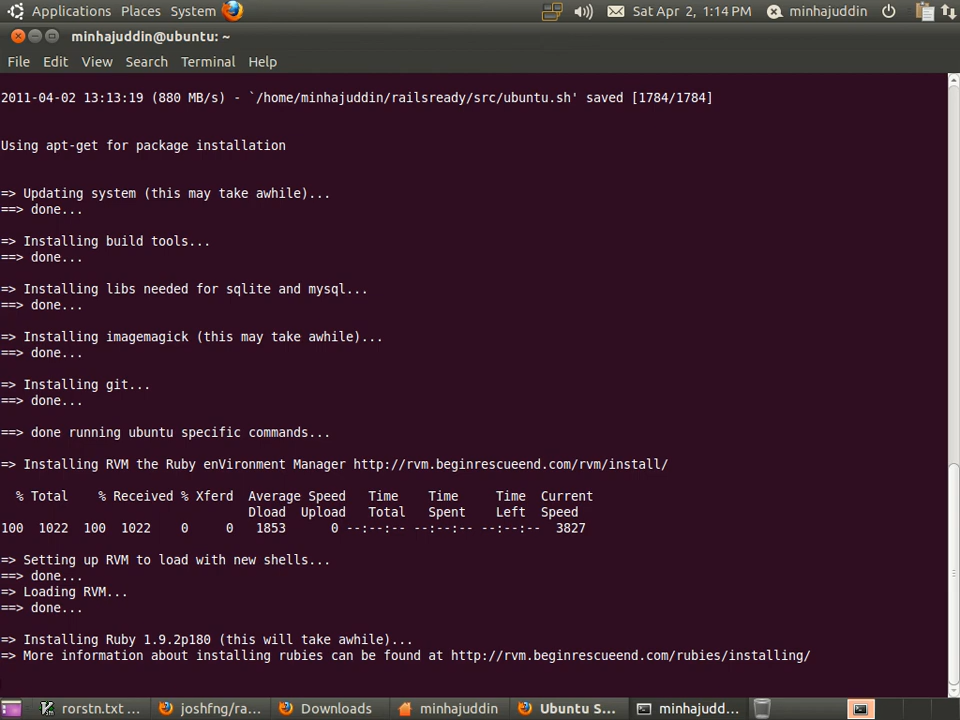 Applications Places System Sat Apr 2, 1:14 PM minhajuddin
minhajuddin@ubuntu: ~
File Edit View Search Terminal Help
2011-04-02 13:13:19 (880 MB/s) - `/home/minhajuddin/railsready/src/ubuntu.sh' saved [1784/1784]
Using apt-get for package installation
=> Updating system (this may take awhile)...
==> done...
=> Installing build tools...
==> done...
=> Installing libs needed for sqlite and mysql...
==> done...
=> Installing imagemagick (this may take awhile)...
==> done...
=> Installing git...
==> done...
==> done running ubuntu specific commands...
=> Installing RVM the Ruby enVironment Manager http://rvm.beginrescueend.com/rvm/install/
% Total % Received % Xferd Average Speed Time Time Time Current
Dload Upload Total Spent Left Speed
100 1022 100 1022 0 0 1853 0 --:--:-- --:--:-- --:--:-- 3827
=> Setting up RVM to load with new shells...
==> done...
=> Loading RVM...
==> done...
=> Installing Ruby 1.9.2p180 (this will take awhile)...
=> More information about installing rubies can be found at http://rvm.beginrescueend.com/rubies/installing/
rorstn.txt ... joshfng/ra... Downloads minhajuddin Ubuntu S... minhajudd...